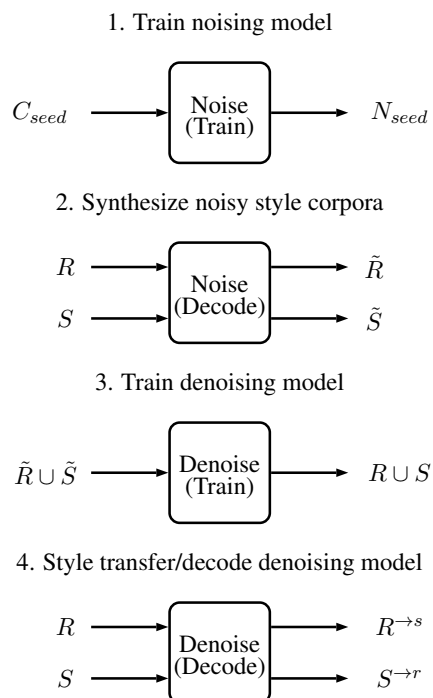 1. Train noising model
C_seed Noise (Train) N_seed
2. Synthesize noisy style corpora
R Noise R̃
S (Decode) S̃
3. Train denoising model
R̃ ∪ S̃ Denoise (Train) R ∪ S
4. Style transfer/decode denoising model
R Denoise R^{→s}
S (Decode) S^{→r}